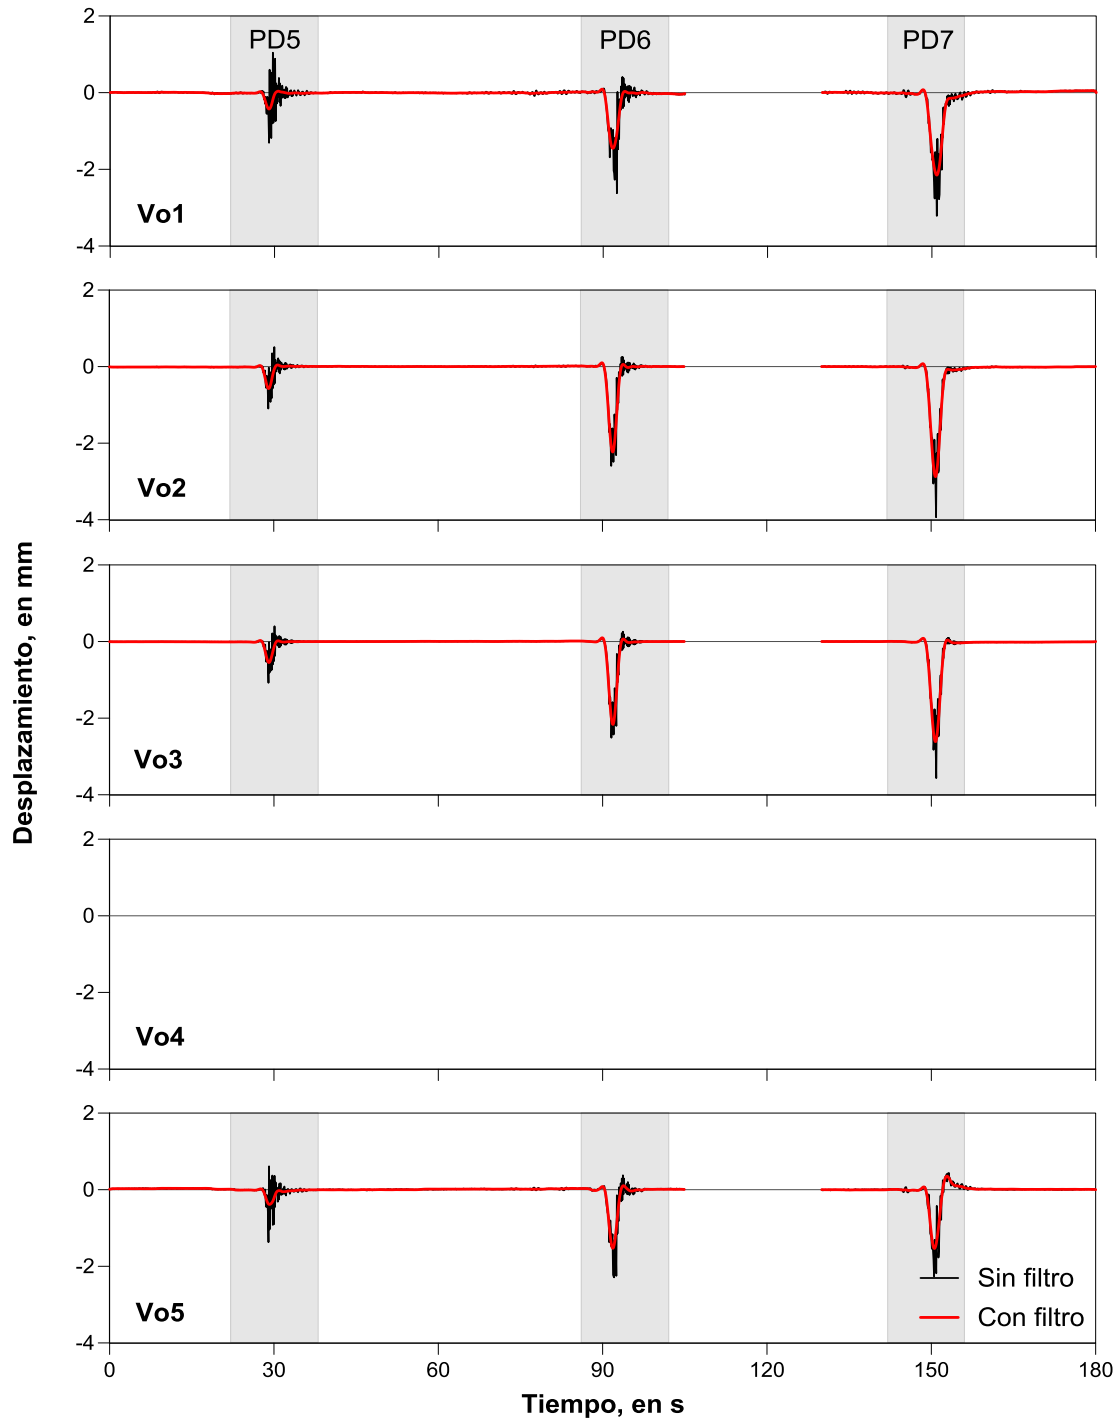 2
PD5
PD6
PD7
0
-2
Vo1
-4
2
0
-2
Vo2
-4
2
0
-2
Vo3
-4
Desplazamiento, en mm
2
0
-2
Vo4
-4
2
0
-2
Sin filtro
Vo5
Con filtro
-4
0 30 60 90 120 150 180
Tiempo, en s